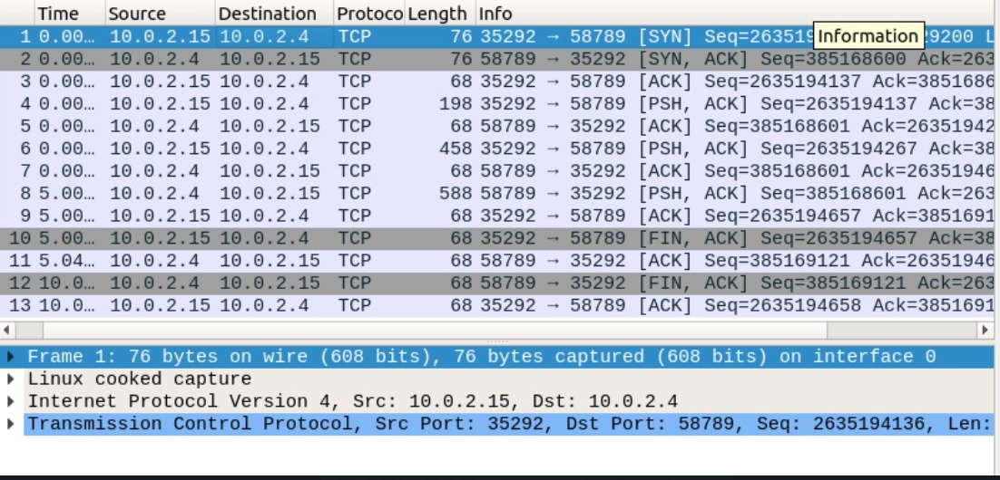 Time Source Destination Protoco Length Info
1 0.00… 10.0.2.15 10.0.2.4 TCP 76 35292 → 58789 [SYN] Seq=263519 Information 29200 L
2 0.00… 10.0.2.4 10.0.2.15 TCP 76 58789 → 35292 [SYN, ACK] Seq=385168600 Ack=263
3 0.00… 10.0.2.15 10.0.2.4 TCP 68 35292 → 58789 [ACK] Seq=2635194137 Ack=3851686
4 0.00… 10.0.2.15 10.0.2.4 TCP 198 35292 → 58789 [PSH, ACK] Seq=2635194137 Ack=38
5 0.00… 10.0.2.4 10.0.2.15 TCP 68 58789 → 35292 [ACK] Seq=385168601 Ack=26351942
6 0.00… 10.0.2.15 10.0.2.4 TCP 458 35292 → 58789 [PSH, ACK] Seq=2635194267 Ack=38
7 0.00… 10.0.2.4 10.0.2.15 TCP 68 58789 → 35292 [ACK] Seq=385168601 Ack=26351946
8 5.00… 10.0.2.4 10.0.2.15 TCP 588 58789 → 35292 [PSH, ACK] Seq=385168601 Ack=263
9 5.00… 10.0.2.15 10.0.2.4 TCP 68 35292 → 58789 [ACK] Seq=2635194657 Ack=3851691
10 5.00… 10.0.2.15 10.0.2.4 TCP 68 35292 → 58789 [FIN, ACK] Seq=2635194657 Ack=38
11 5.04… 10.0.2.4 10.0.2.15 TCP 68 58789 → 35292 [ACK] Seq=385169121 Ack=26351946
12 10.0… 10.0.2.4 10.0.2.15 TCP 68 58789 → 35292 [FIN, ACK] Seq=385169121 Ack=263
13 10.0… 10.0.2.15 10.0.2.4 TCP 68 35292 → 58789 [ACK] Seq=2635194658 Ack=3851691
Frame 1: 76 bytes on wire (608 bits), 76 bytes captured (608 bits) on interface 0
Linux cooked capture
Internet Protocol Version 4, Src: 10.0.2.15, Dst: 10.0.2.4
Transmission Control Protocol, Src Port: 35292, Dst Port: 58789, Seq: 2635194136, Len: